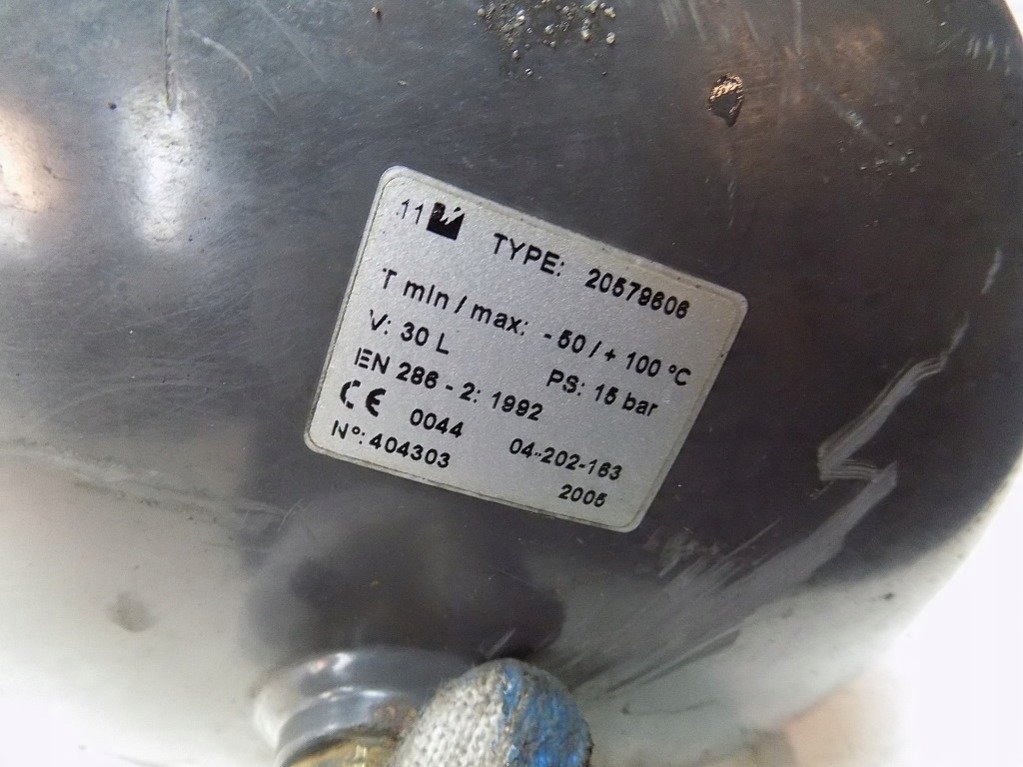 11 TYPE: 20579606
T min / max: - 50 / + 100 °C
V: 30 L PS: 15 bar
EN 286 - 2: 1992
CE 0044 04-202-163
N°: 404303 2005